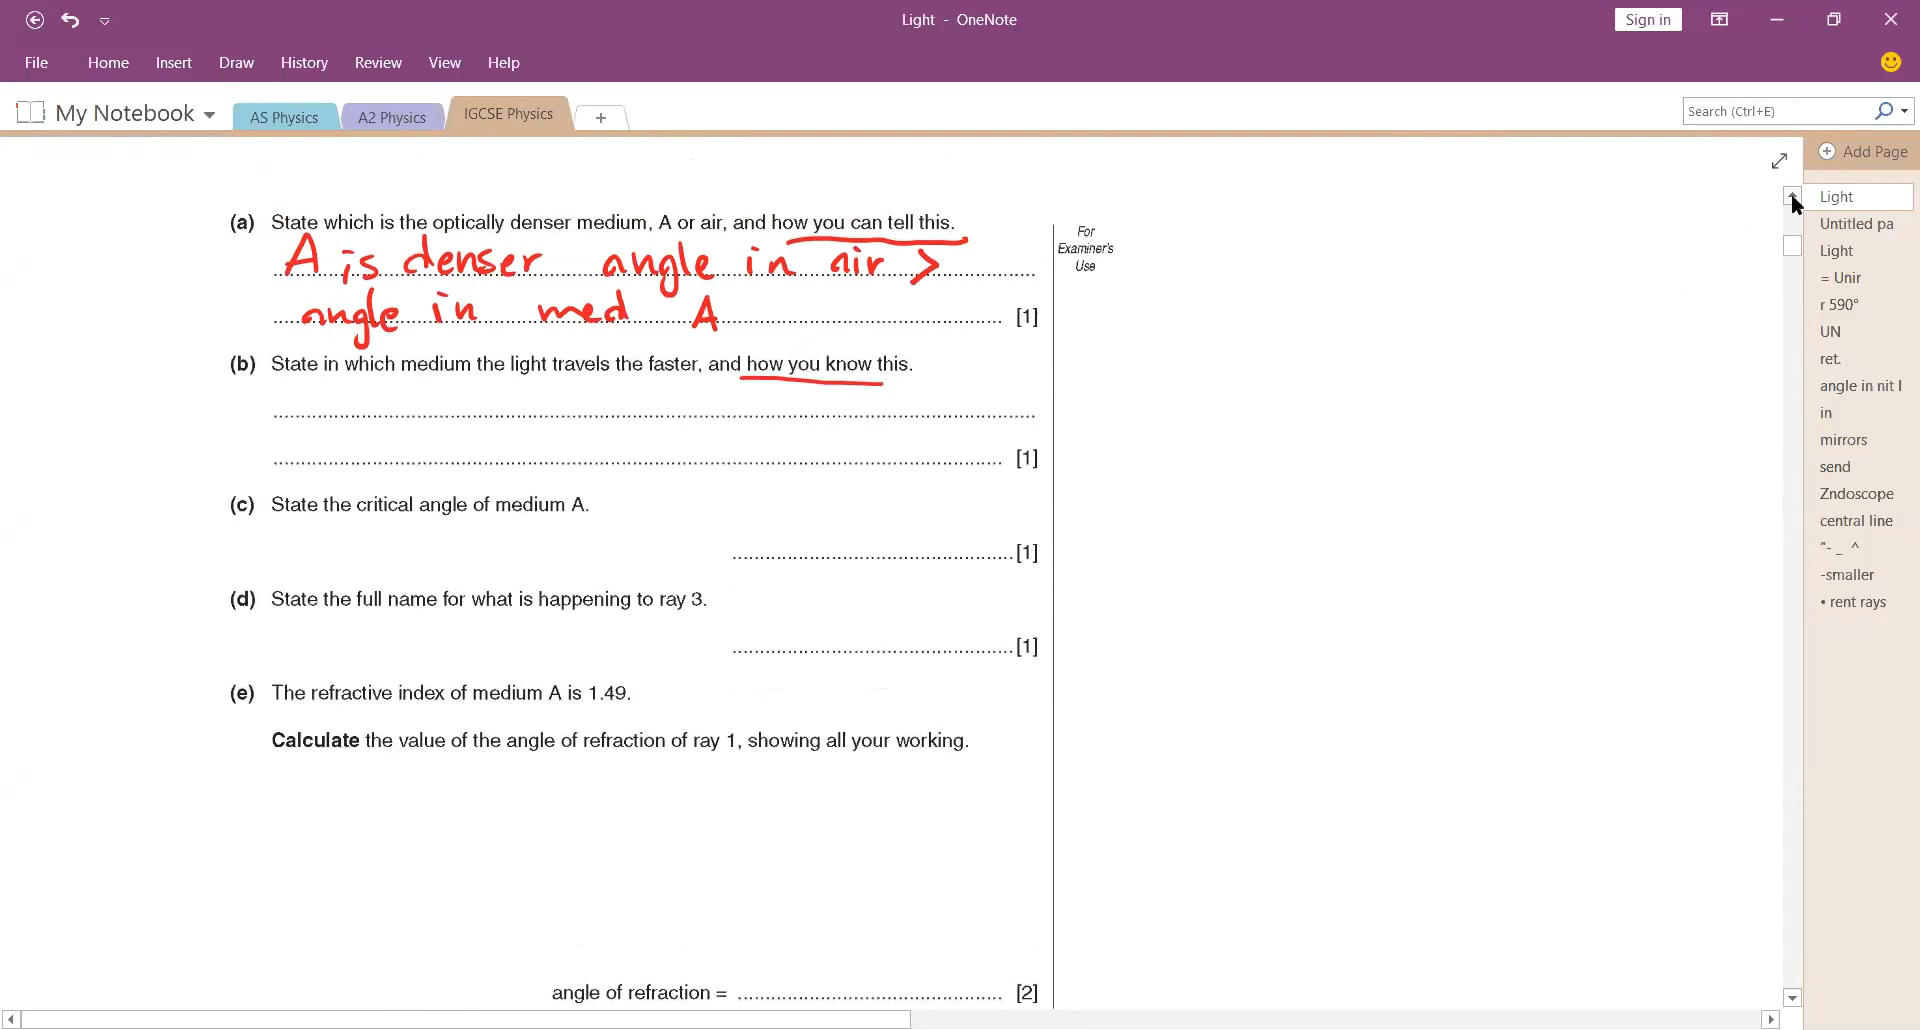 Light - OneNote
Sign in
File Home Insert Draw History Review View Help
My Notebook AS Physics A2 Physics IGCSE Physics +
Search (Ctrl+E)
Add Page
(a) State which is the optically denser medium, A or air, and how you can tell this.
A is denser angle in air >
angle in med A [1]
For
Examiner's
Use
(b) State in which medium the light travels the faster, and how you know this.
[1]
(c) State the critical angle of medium A.
[1]
(d) State the full name for what is happening to ray 3.
[1]
(e) The refractive index of medium A is 1.49.
Calculate the value of the angle of refraction of ray 1, showing all your working.
angle of refraction = [2]
Light
Untitled pa
Light
= Unir
r 590°
UN
ret.
angle in nit I
in
mirrors
send
Zndoscope
central line
"- _ ^
-smaller
• rent rays